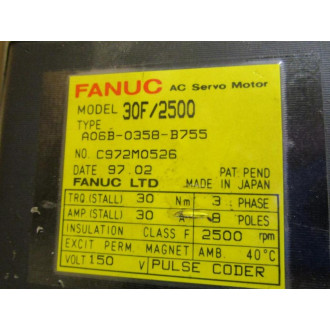 FANUC AC Servo Motor
MODEL 30F/2500
TYPE A06B-0358-B755
NO. C972M0526
DATE 97.02 PAT. PEND
FANUC LTD MADE IN JAPAN
TRQ (STALL) 30 Nm 3 PHASE
AMP (STALL) 30 A 8 POLES
INSULATION CLASS F 2500 rpm
EXCIT PERM. MAGNET AMB. 40°C
VOLT 150 V PULSE CODER